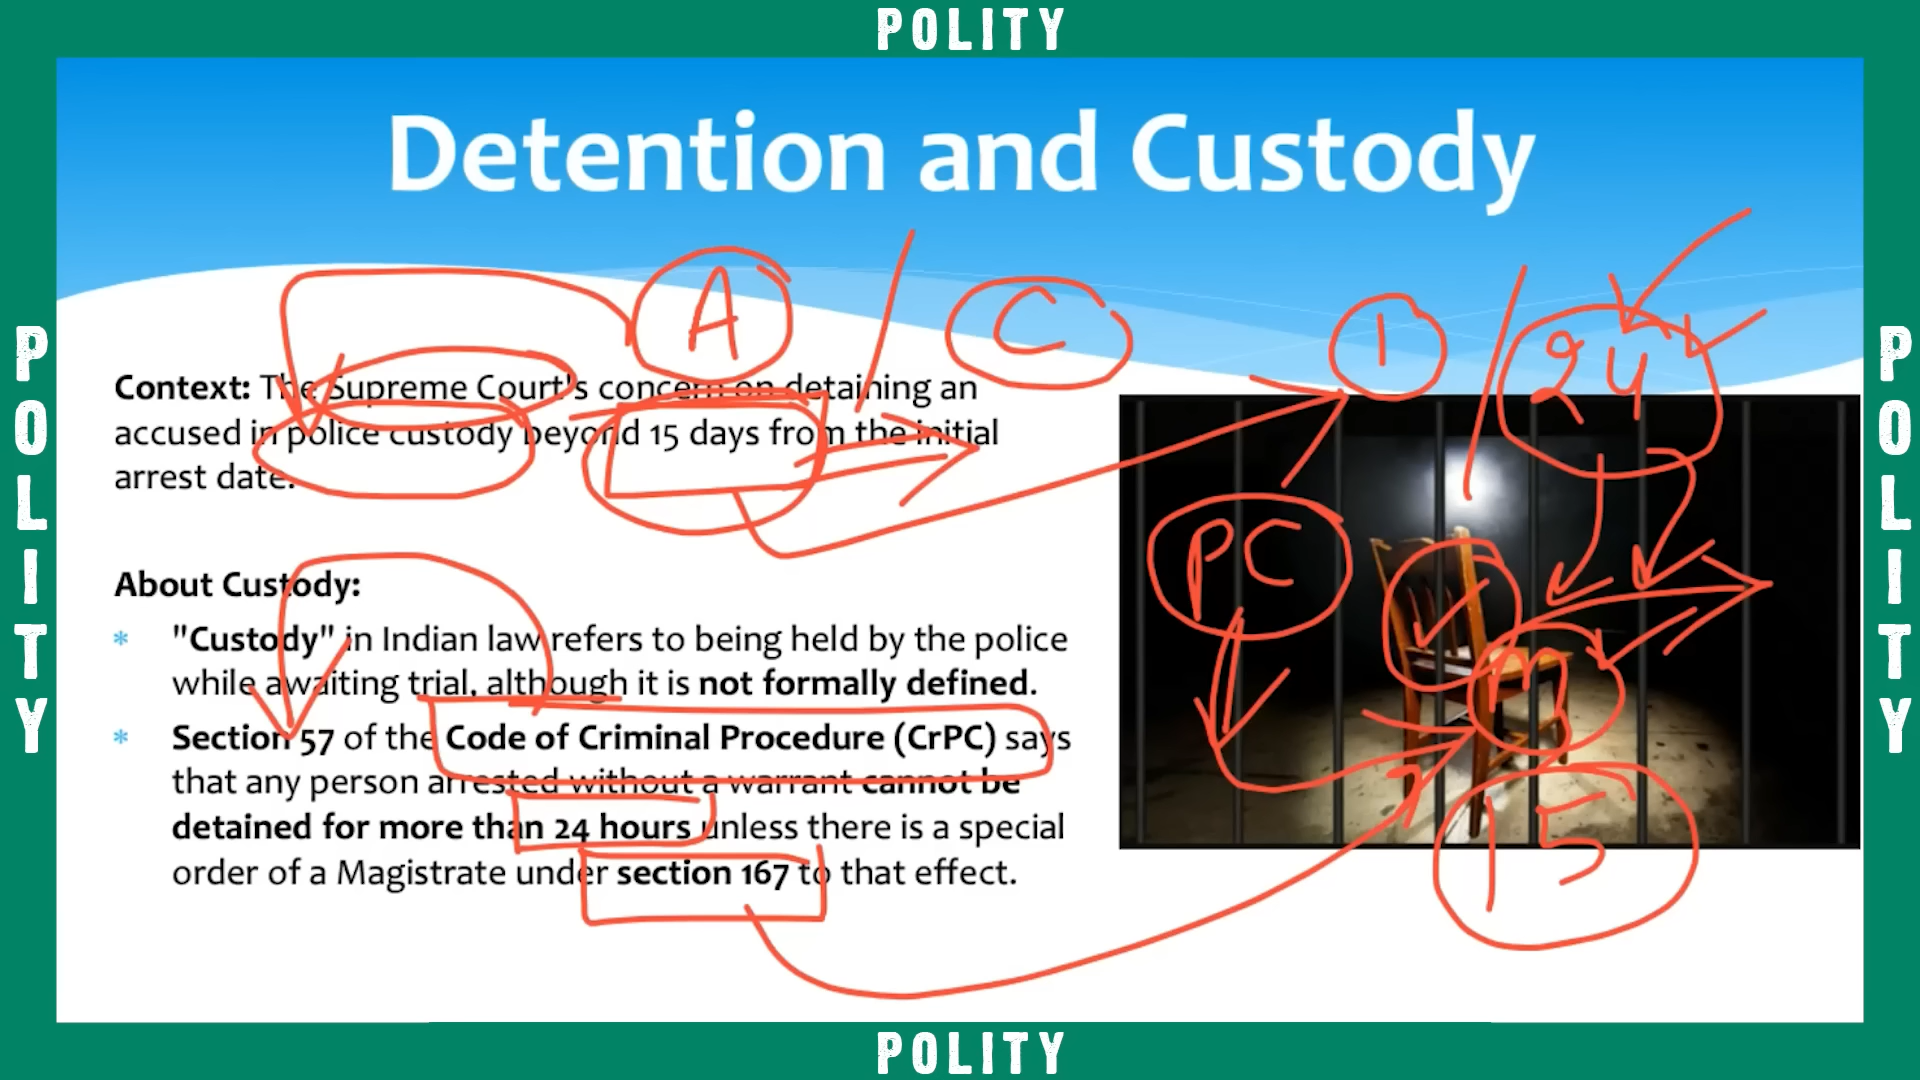 POLITY
Detention and Custody
A
C
1
24
Context: The Supreme Court's concern on detaining an
accused in police custody beyond 15 days from the initial
arrest date.
PC
About Custody:
"Custody" in Indian law refers to being held by the police
while awaiting trial, although it is not formally defined.
m
Section 57 of the Code of Criminal Procedure (CrPC) says
that any person arrested without a warrant cannot be
detained for more than 24 hours unless there is a special
order of a Magistrate under section 167 to that effect.
15
POLITY
POLITY
POLITY